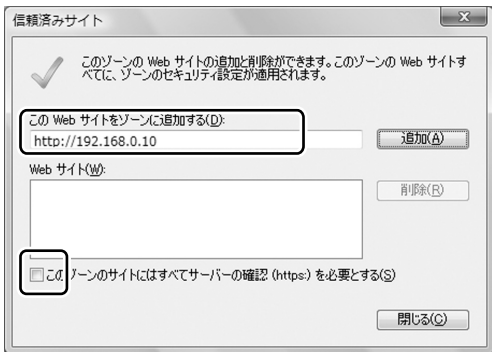 信頼済みサイト
このゾーンの Web サイトの追加と削除ができます。このゾーンの Web サイトす
べてに、ゾーンのセキュリティ設定が適用されます。
この Web サイトをゾーンに追加する(D):
http://192.168.0.10
追加(A)
Web サイト(W):
削除(R)
このゾーンのサイトにはすべてサーバーの確認 (https:) を必要とする(S)
閉じる(C)